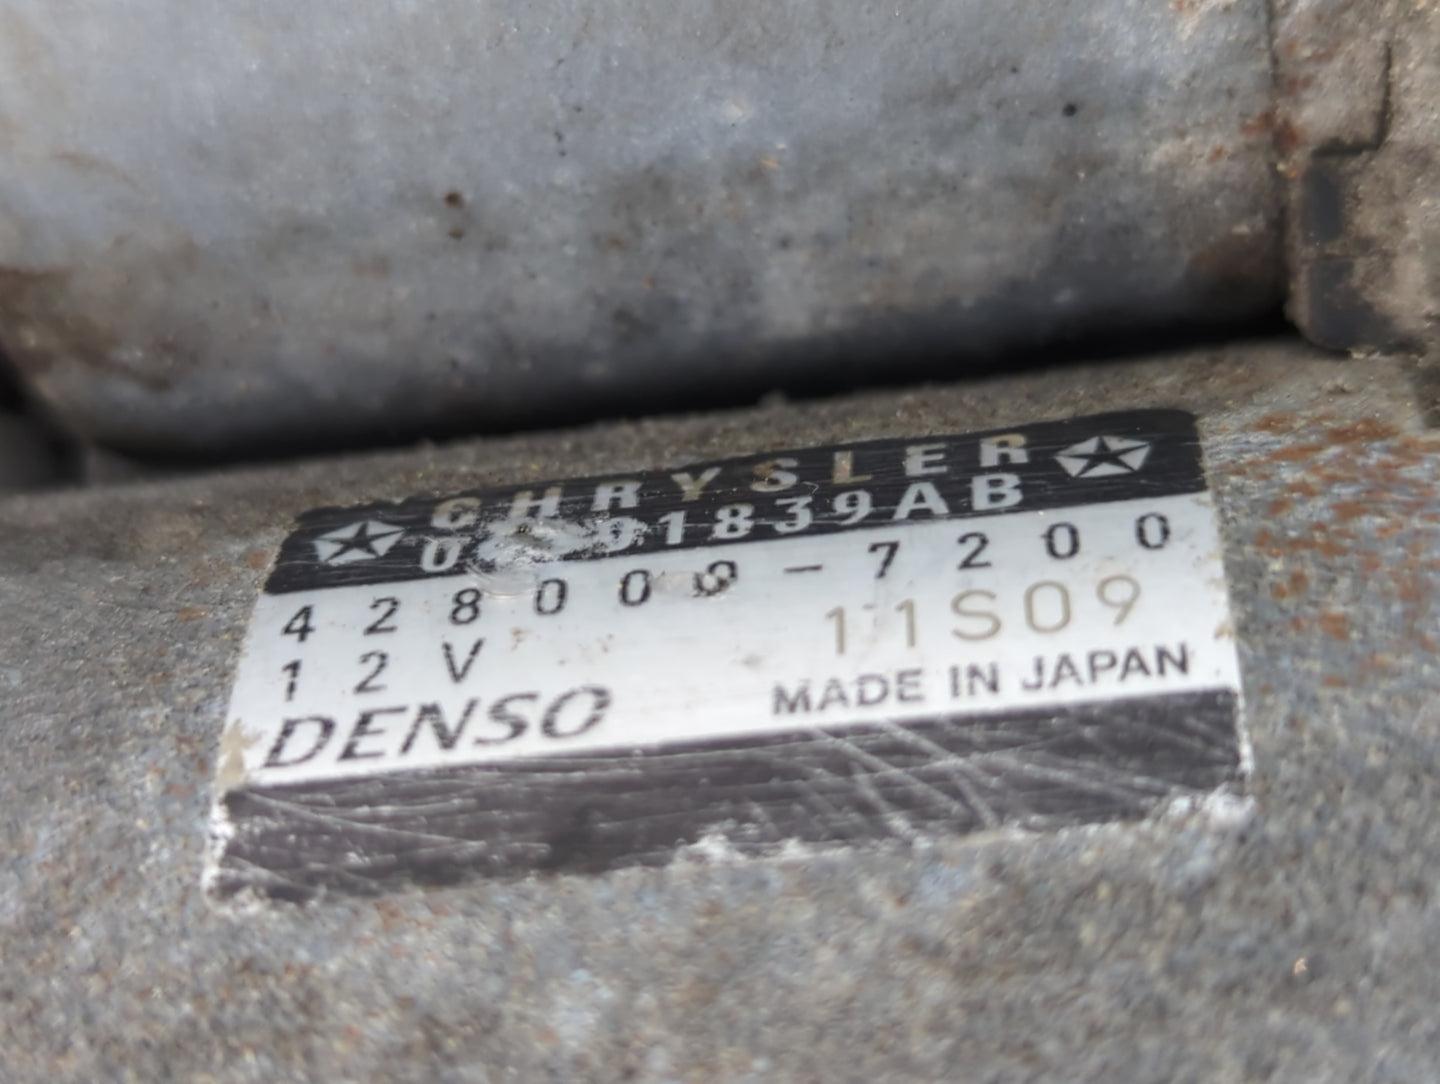 CHRYSLER
428000-7200
12V
11S09
DENSO
MADE IN JAPAN